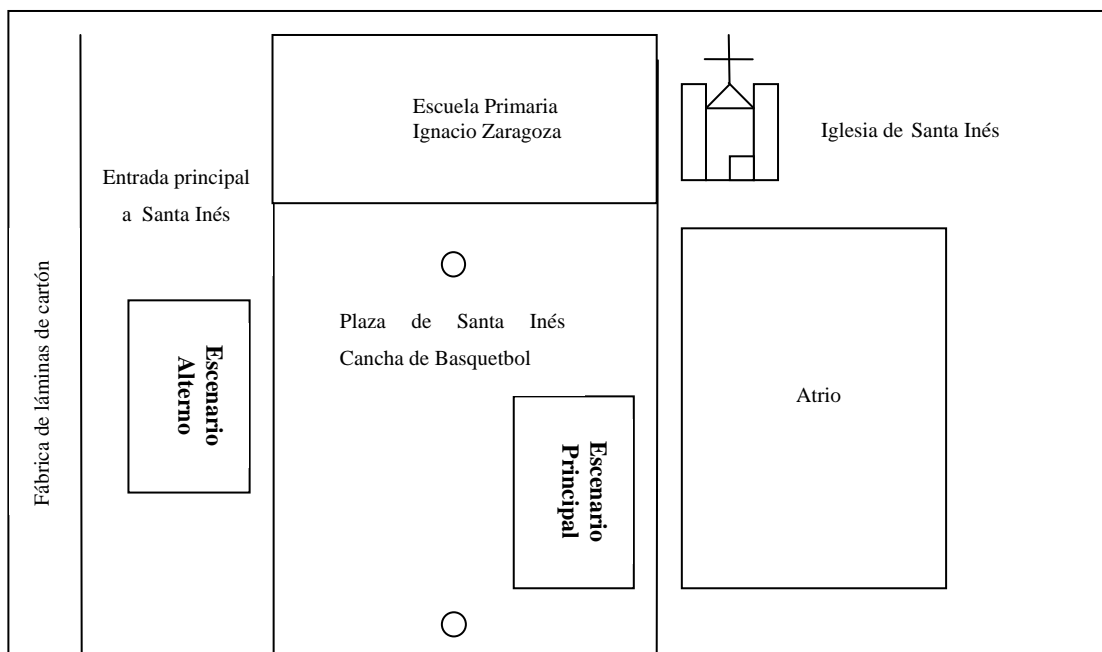 Escuela Primaria
Ignacio Zaragoza
Iglesia de Santa Inés
Entrada principal
a Santa Inés
Fábrica de láminas de cartón
Plaza de Santa Inés
Cancha de Basquetbol
Escenario
Alterno
Escenario
Principal
Atrio